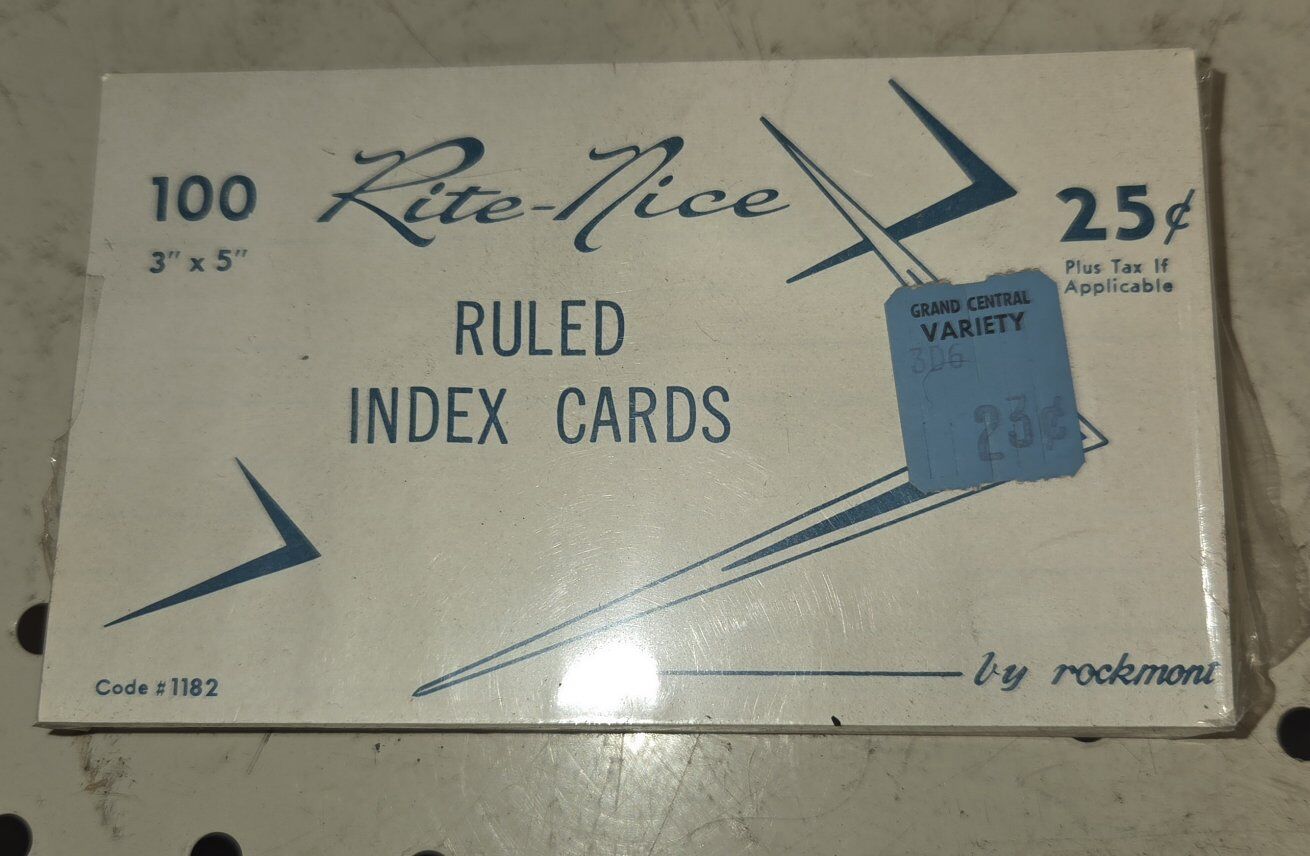 100
3" x 5"
Rite-Nice
25¢
Plus Tax If
Applicable
RULED
INDEX CARDS
GRAND CENTRAL
VARIETY
3D6
23¢
Code #1182
by rockmont